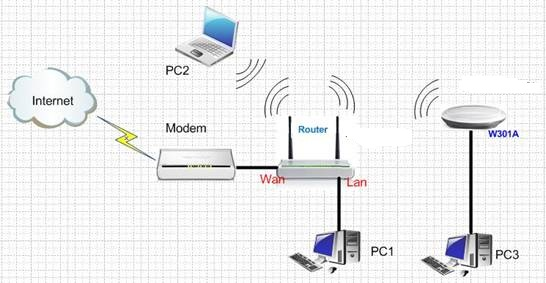 PC2
Internet
Modem
Router
W301A
Wan
Lan
PC1
PC3